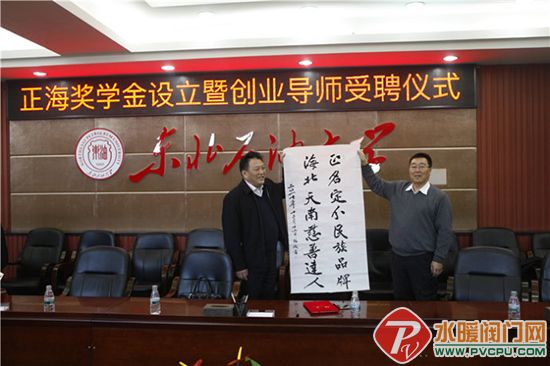 正海奖学金设立暨创业导师受聘仪式
东北石油大学
正名定尔民族品牌
海北天南慈善达人
水暖阀门网
WWW.PVCPU.COM